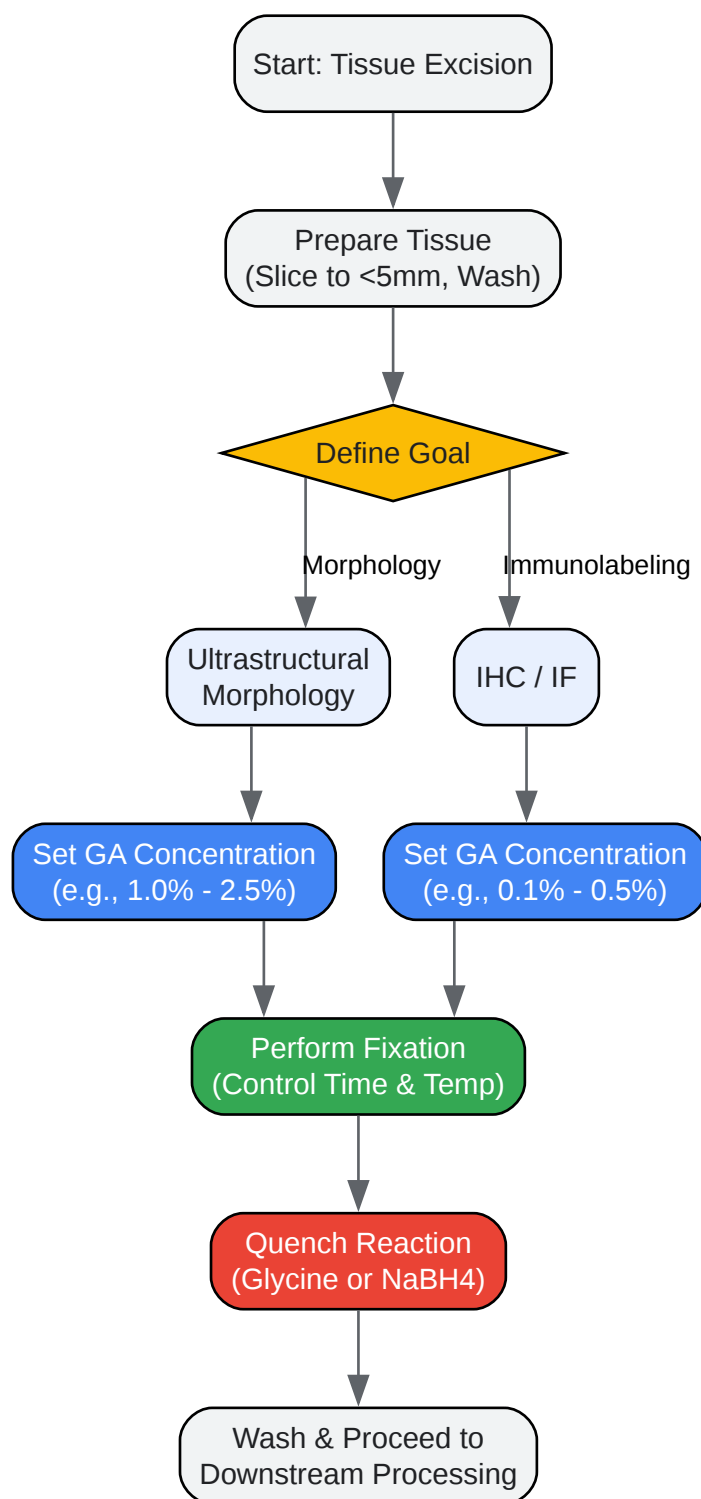 Start: Tissue Excision
Prepare Tissue
(Slice to <5mm, Wash)
Define Goal
Morphology
Immunolabeling
Ultrastructural
Morphology
IHC / IF
Set GA Concentration
(e.g., 1.0% - 2.5%)
Set GA Concentration
(e.g., 0.1% - 0.5%)
Perform Fixation
(Control Time & Temp)
Quench Reaction
(Glycine or NaBH4)
Wash & Proceed to
Downstream Processing